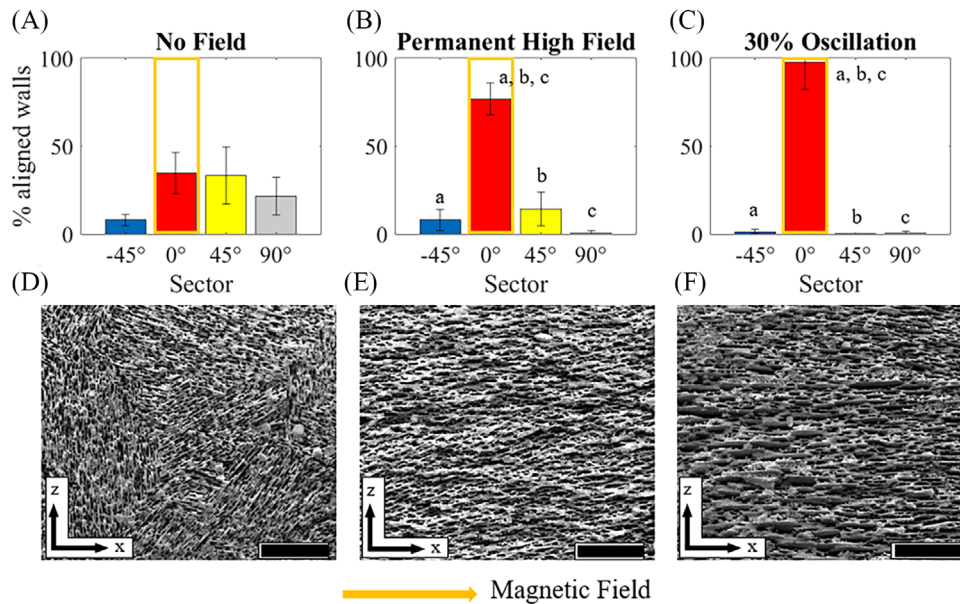 (A)
No Field
% aligned walls
100
50
0
-45° 0° 45° 90°
Sector
(B)
Permanent High Field
100
50
0
a
a, b, c
b
c
-45° 0° 45° 90°
Sector
(C)
30% Oscillation
100
50
0
a
a, b, c
b
c
-45° 0° 45° 90°
Sector
(D)
z
x
(E)
z
x
(F)
z
x
Magnetic Field